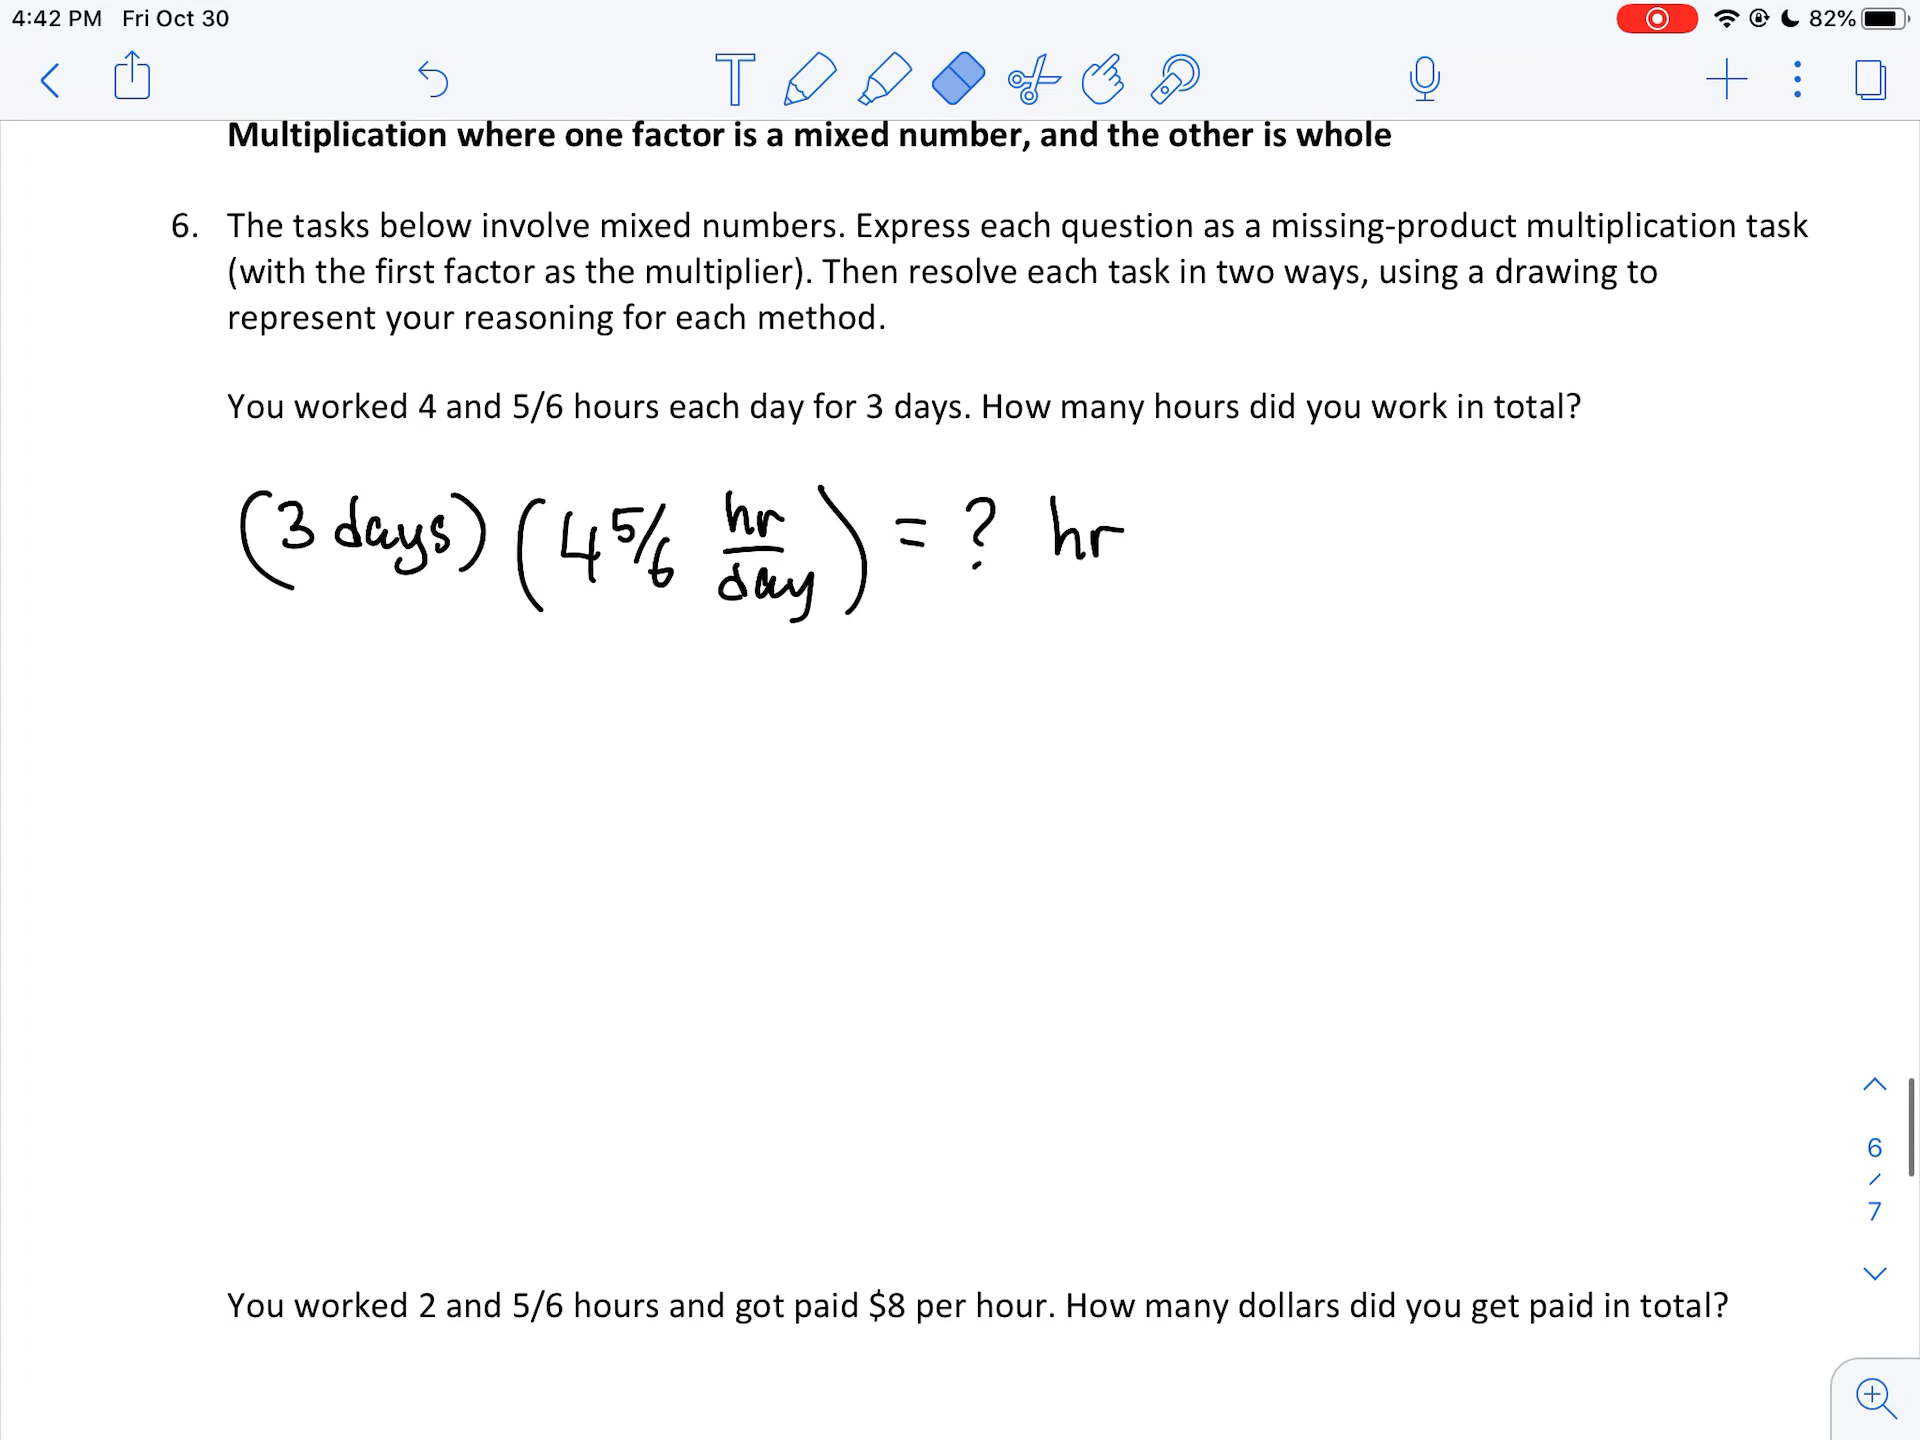 4:42 PM Fri Oct 30 82%
T
Multiplication where one factor is a mixed number, and the other is whole
6. The tasks below involve mixed numbers. Express each question as a missing-product multiplication task
(with the first factor as the multiplier). Then resolve each task in two ways, using a drawing to
represent your reasoning for each method.
You worked 4 and 5/6 hours each day for 3 days. How many hours did you work in total?
(3 days) (4 5/6 hr/day) = ? hr
6
/
7
You worked 2 and 5/6 hours and got paid $8 per hour. How many dollars did you get paid in total?